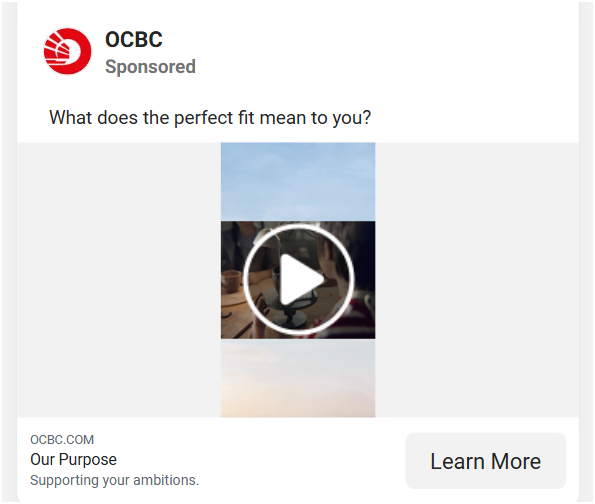 OCBC
Sponsored
What does the perfect fit mean to you?
OCBC.COM
Our Purpose
Supporting your ambitions.
Learn More